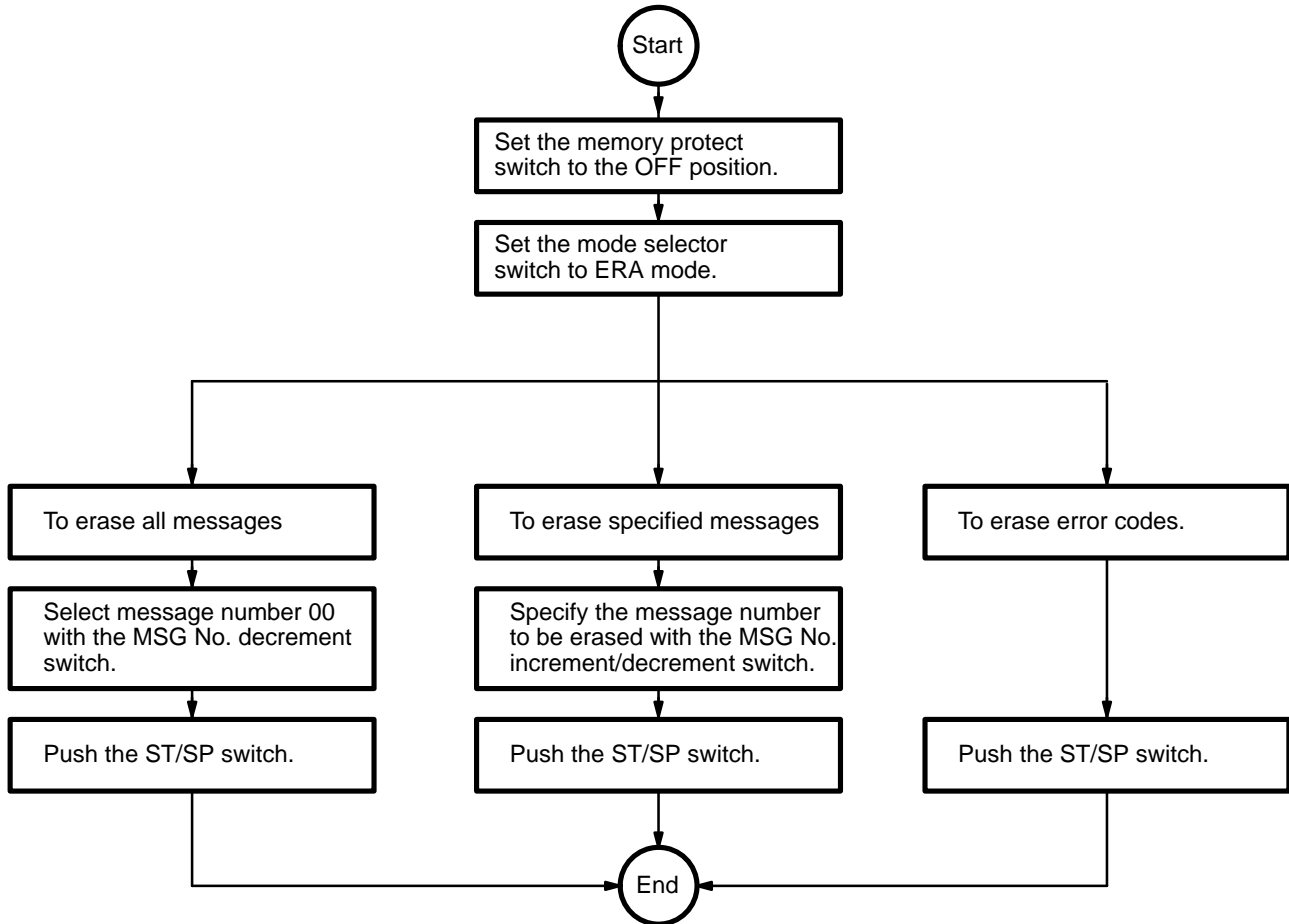 Start
Set the memory protect
switch to the OFF position.
Set the mode selector
switch to ERA mode.
To erase all messages
To erase specified messages
To erase error codes.
Select message number 00
with the MSG No. decrement
switch.
Specify the message number
to be erased with the MSG No.
increment/decrement switch.
Push the ST/SP switch.
Push the ST/SP switch.
Push the ST/SP switch.
End